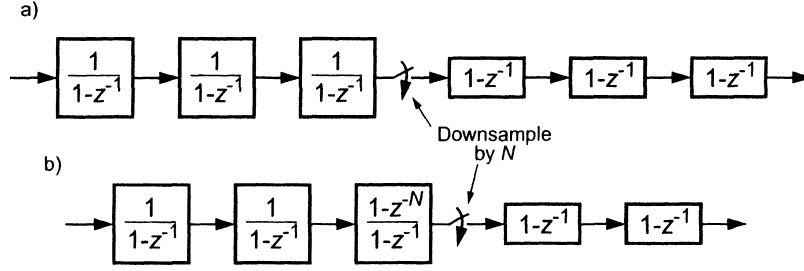 a)
1/1-z⁻¹ 1/1-z⁻¹ 1/1-z⁻¹ 1-z⁻¹ 1-z⁻¹ 1-z⁻¹
Downsample
by N
b)
1/1-z⁻¹ 1/1-z⁻¹ 1-z⁻ᴺ/1-z⁻¹ 1-z⁻¹ 1-z⁻¹